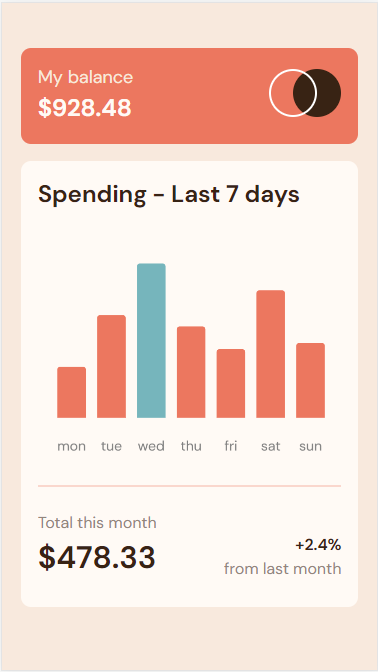 My balance
$928.48
Spending - Last 7 days
mon tue wed thu fri sat sun
Total this month
$478.33
+2.4%
from last month